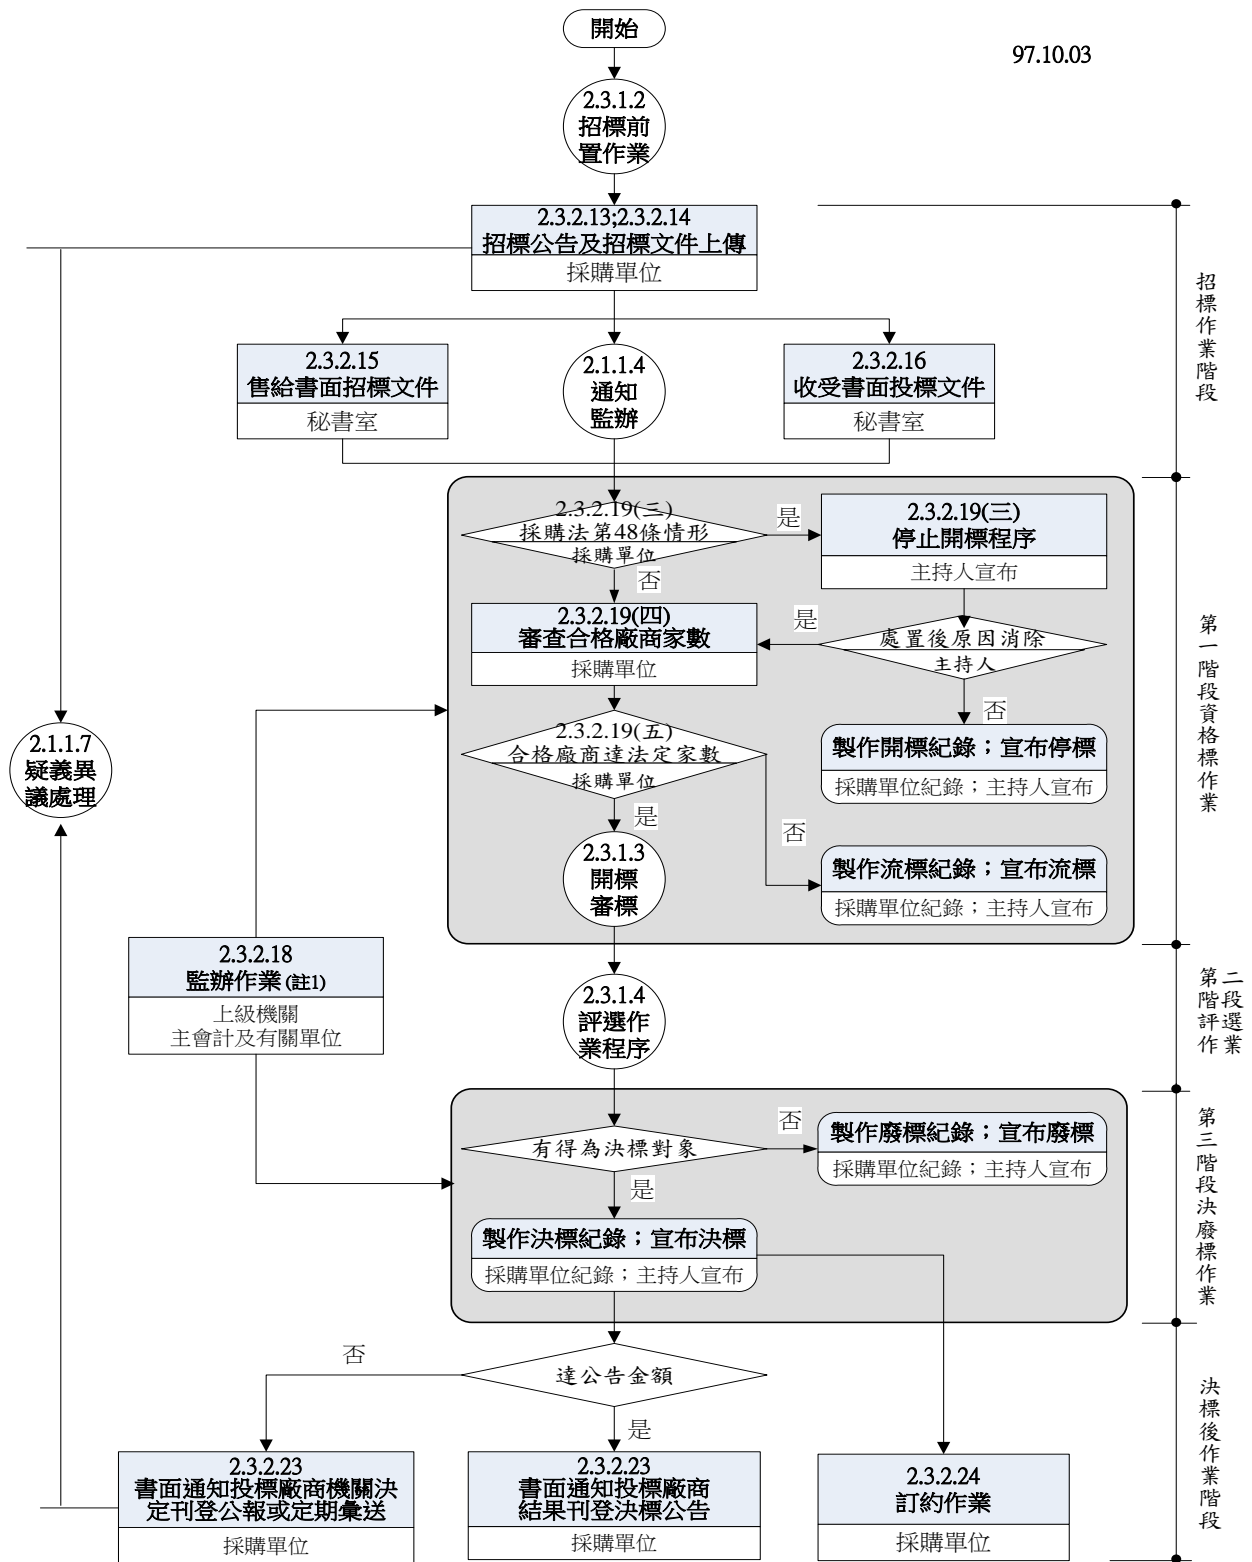 開始
97.10.03
2.3.1.2
招標前
置作業
2.3.2.13;2.3.2.14
招標公告及招標文件上傳
採購單位
招標作業階段
2.3.2.15
售給書面招標文件
秘書室
2.1.1.4
通知
監辦
2.3.2.16
收受書面投標文件
秘書室
2.3.2.19(三)
採購法第48條情形
採購單位
是
2.3.2.19(三)
停止開標程序
主持人宣布
否
2.3.2.19(四)
審查合格廠商家數
採購單位
是
處置後原因消除
主持人
第一階段資格標作業
否
2.3.2.19(五)
合格廠商達法定家數
採購單位
製作開標紀錄；宣布停標
採購單位紀錄；主持人宣布
2.1.1.7
疑義異
議處理
是
否
2.3.1.3
開標
審標
製作流標紀錄；宣布流標
採購單位紀錄；主持人宣布
2.3.2.18
監辦作業(註1)
上級機關
主會計及有關單位
2.3.1.4
評選作
業程序
第二
階段
評選
作業
有得為決標對象
否
製作廢標紀錄；宣布廢標
採購單位紀錄；主持人宣布
第三階段決廢標作業
是
製作決標紀錄；宣布決標
採購單位紀錄；主持人宣布
否
達公告金額
是
決標後作業階段
2.3.2.23
書面通知投標廠商機關決
定刊登公報或定期彙送
採購單位
2.3.2.23
書面通知投標廠商
結果刊登決標公告
採購單位
2.3.2.24
訂約作業
採購單位